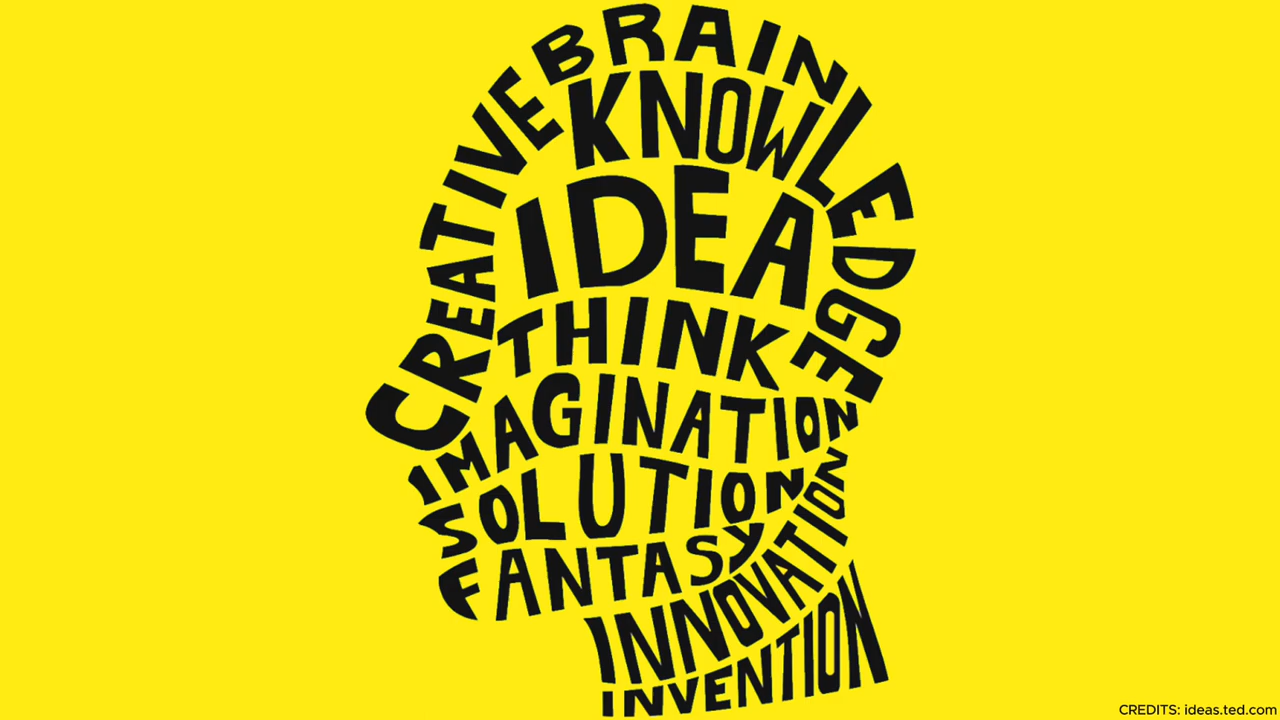 BRAIN
CREATIVE
KNOWLEDGE
IDEA
THINK
IMAGINATION
SOLUTION
FANTASY
INNOVATION
INVENTION
CREDITS: ideas.ted.com